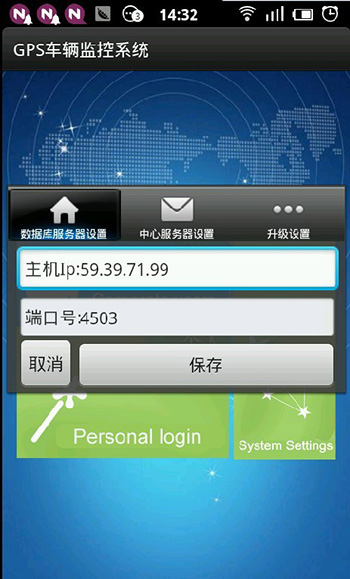 14:32
GPS车辆监控系统
数据库服务器设置 中心服务器设置 升级设置
主机Ip:59.39.71.99
端口号:4503
取消 保存
Personal login System Settings